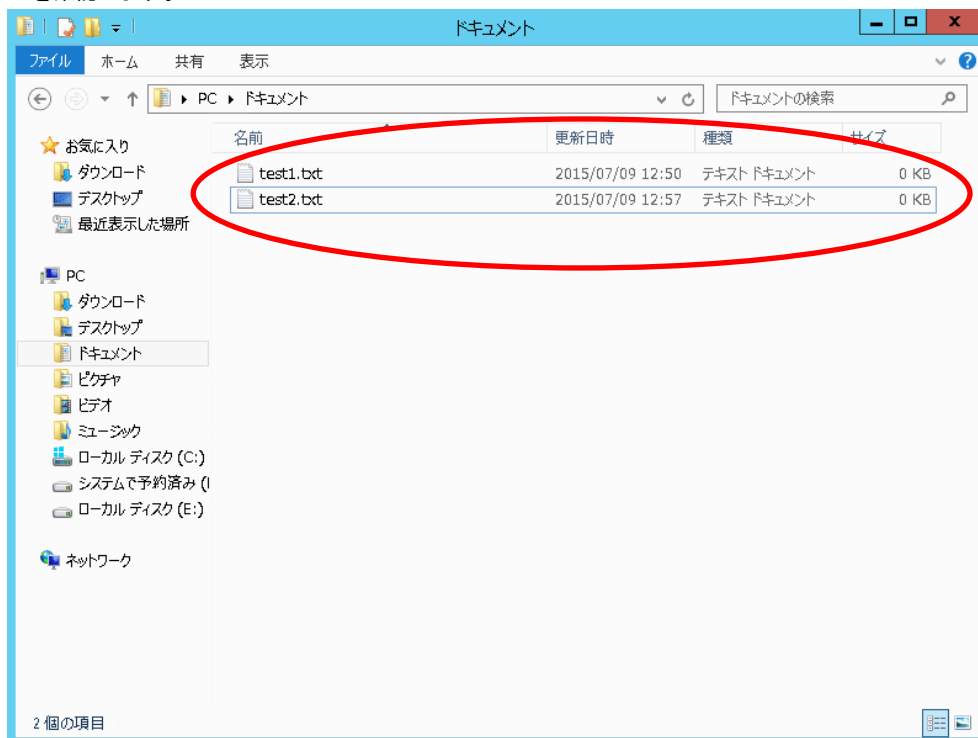 ドキュメント
ファイル ホーム 共有 表示
PC ドキュメント ドキュメントの検索
名前 更新日時 種類 サイズ
test1.txt 2015/07/09 12:50 テキスト ドキュメント 0 KB
test2.txt 2015/07/09 12:57 テキスト ドキュメント 0 KB
お気に入り
ダウンロード
デスクトップ
最近表示した場所
PC
ダウンロード
デスクトップ
ドキュメント
ピクチャ
ビデオ
ミュージック
ローカル ディスク (C:)
システムで予約済み (
ローカル ディスク (E:)
ネットワーク
2 個の項目